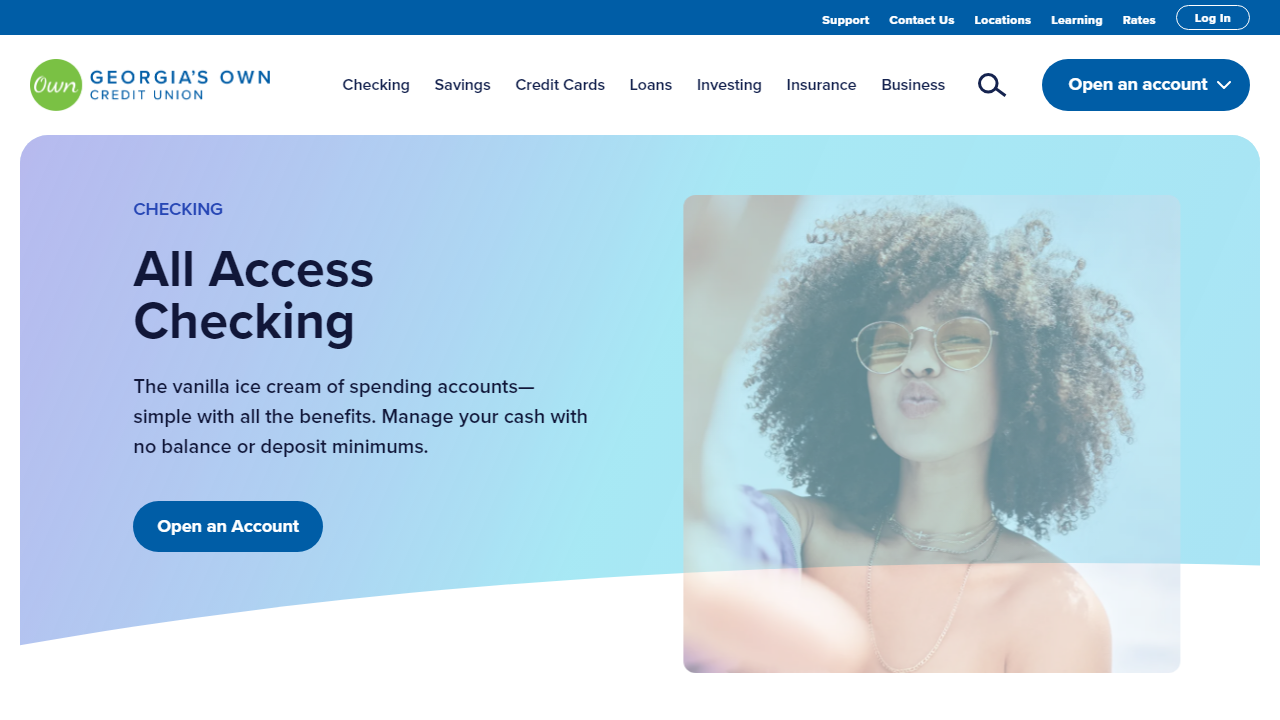 Support Contact Us Locations Learning Rates Log In
Own
GEORGIA'S OWN
CREDIT UNION
Checking Savings Credit Cards Loans Investing Insurance Business
Open an account
CHECKING
All Access
Checking
The vanilla ice cream of spending accounts—
simple with all the benefits. Manage your cash with
no balance or deposit minimums.
Open an Account